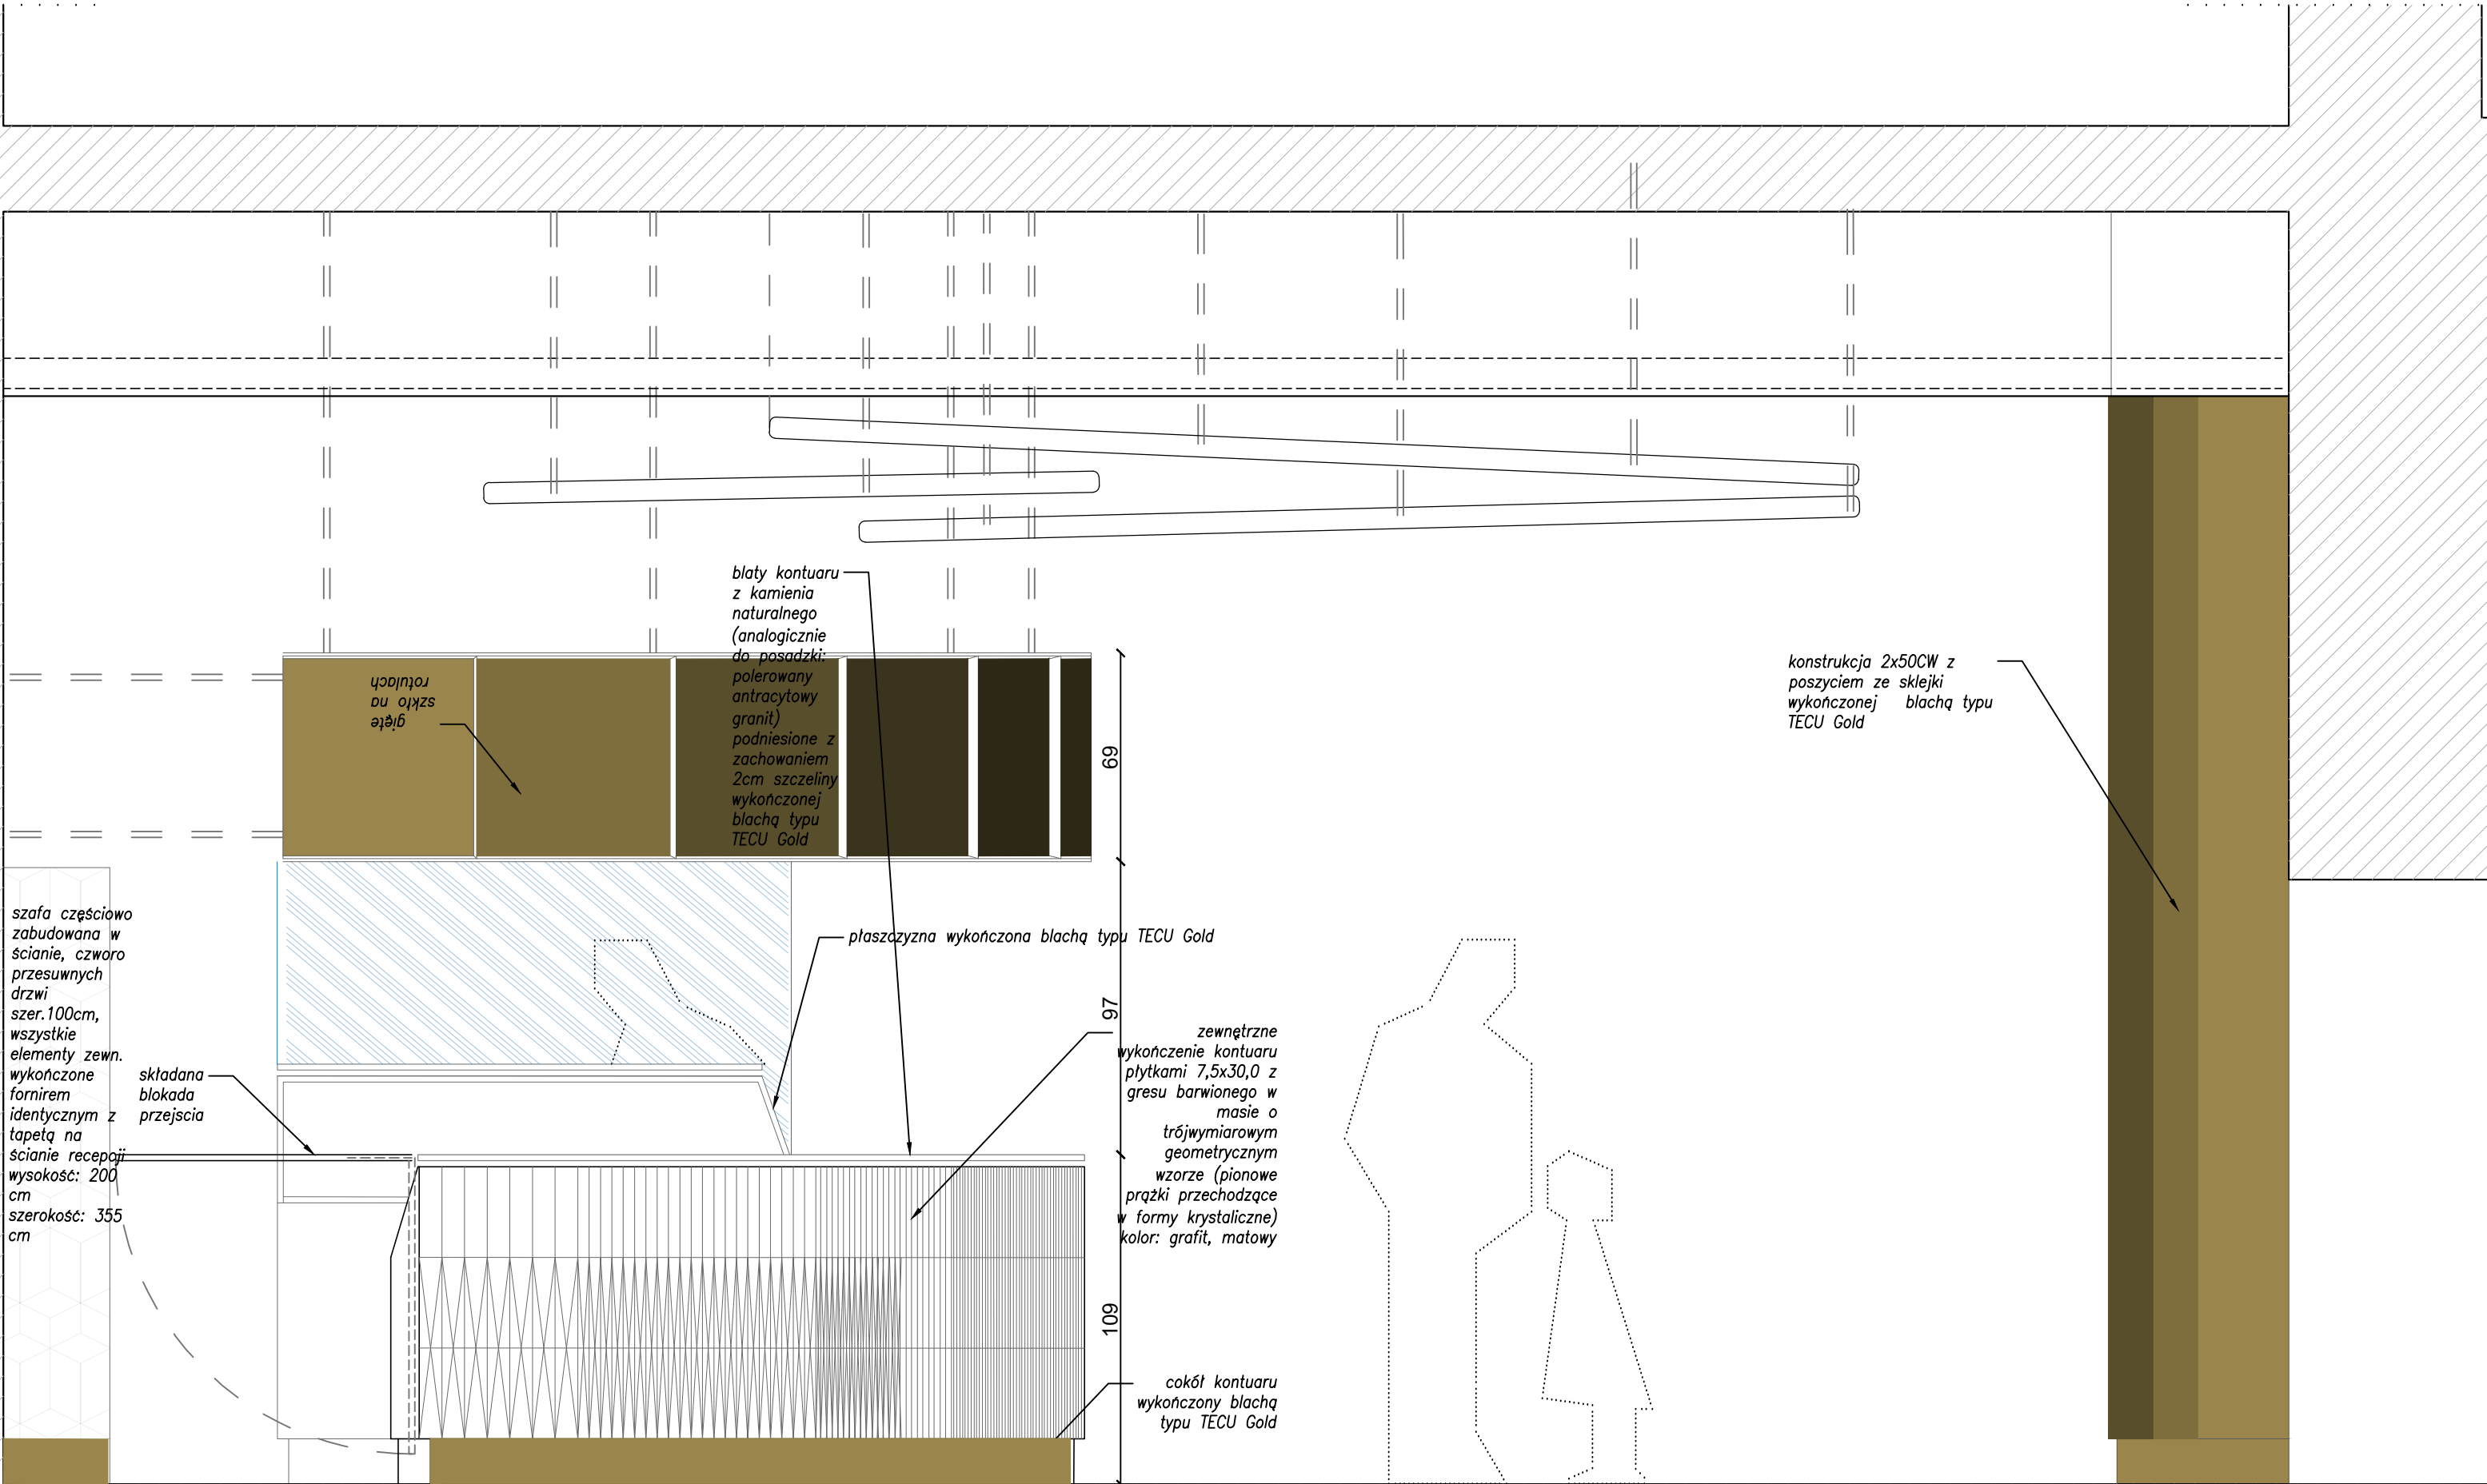 blaty kontuaru
z kamienia
naturalnego
(analogicznie
do posadzki:
polerowany
antracytowy
granit)
podniesione z
zachowaniem
2cm szczeliny
wykończonej
blachą typu
TECU Gold
gięte
szkło na
rotulach
konstrukcja 2x50CW z
poszyciem ze sklejki
wykończonej blachą typu
TECU Gold
69
szafa częściowo
zabudowana w
ścianie, czworo
przesuwnych
drzwi
szer.100cm,
wszystkie
elementy zewn.
wykończone
fornirem
identycznym z
tapetą na
ścianie recepcji
wysokość: 200
cm
szerokość: 355
cm
składana
blokada
przejscia
płaszczyzna wykończona blachą typu TECU Gold
97
zewnętrzne
wykończenie kontuaru
płytkami 7,5x30,0 z
gresu barwionego w
masie o
trójwymiarowym
geometrycznym
wzorze (pionowe
prążki przechodzące
w formy krystaliczne)
kolor: grafit, matowy
109
cokół kontuaru
wykończony blachą
typu TECU Gold